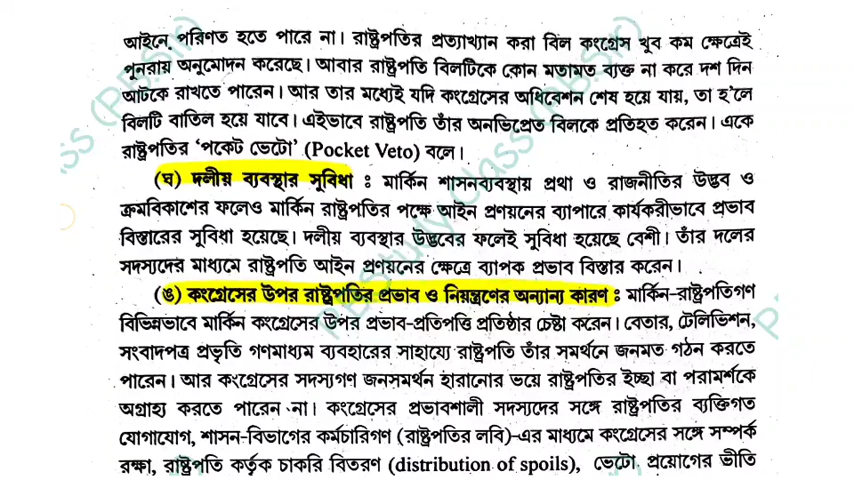 আইনে পরিণত হতে পারে না। রাষ্ট্রপতির প্রত্যাখ্যান করা বিল কংগ্রেস খুব কম ক্ষেত্রেই
পুনরায় অনুমোদন করেছে। আবার রাষ্ট্রপতি বিলটিকে কোন মতামত ব্যক্ত না করে দশ দিন
আটকে রাখতে পারেন। আর তার মধ্যেই যদি কংগ্রেসের অধিবেশন শেষ হয়ে যায়, তা হ'লে
বিলটি বাতিল হয়ে যাবে। এইভাবে রাষ্ট্রপতি তাঁর অনভিপ্রেত বিলকে প্রতিহত করেন। একে
রাষ্ট্রপতির 'পকেট ভেটো' (Pocket Veto) বলে।
(ঘ) দলীয় ব্যবস্থার সুবিধা : মার্কিন শাসনব্যবস্থায় প্রথা ও রাজনীতির উদ্ভব ও
ক্রমবিকাশের ফলেও মার্কিন রাষ্ট্রপতির পক্ষে আইন প্রণয়নের ব্যাপারে কার্যকরীভাবে প্রভাব
বিস্তারের সুবিধা হয়েছে। দলীয় ব্যবস্থার উদ্ভবের ফলেই সুবিধা হয়েছে বেশী। তাঁর দলের
সদস্যদের মাধ্যমে রাষ্ট্রপতি আইন প্রণয়নের ক্ষেত্রে ব্যাপক প্রভাব বিস্তার করেন।
(ঙ) কংগ্রেসের উপর রাষ্ট্রপতির প্রভাব ও নিয়ন্ত্রণের অন্যান্য কারণ : মার্কিন-রাষ্ট্রপতিগণ
বিভিন্নভাবে মার্কিন কংগ্রেসের উপর প্রভাব-প্রতিপত্তি প্রতিষ্ঠার চেষ্টা করেন। বেতার, টেলিভিশন,
সংবাদপত্র প্রভৃতি গণমাধ্যম ব্যবহারের সাহায্যে রাষ্ট্রপতি তাঁর সমর্থনে জনমত গঠন করতে
পারেন। আর কংগ্রেসের সদস্যগণ জনসমর্থন হারানোর ভয়ে রাষ্ট্রপতির ইচ্ছা বা পরামর্শকে
অগ্রাহ্য করতে পারেন না। কংগ্রেসের প্রভাবশালী সদস্যদের সঙ্গে রাষ্ট্রপতির ব্যক্তিগত
যোগাযোগ, শাসন-বিভাগের কর্মচারিগণ (রাষ্ট্রপতির লবি)-এর মাধ্যমে কংগ্রেসের সঙ্গে সম্পর্ক
রক্ষা, রাষ্ট্রপতি কর্তৃক চাকরি বিতরণ (distribution of spoils), ভেটো প্রয়োগের ভীতি